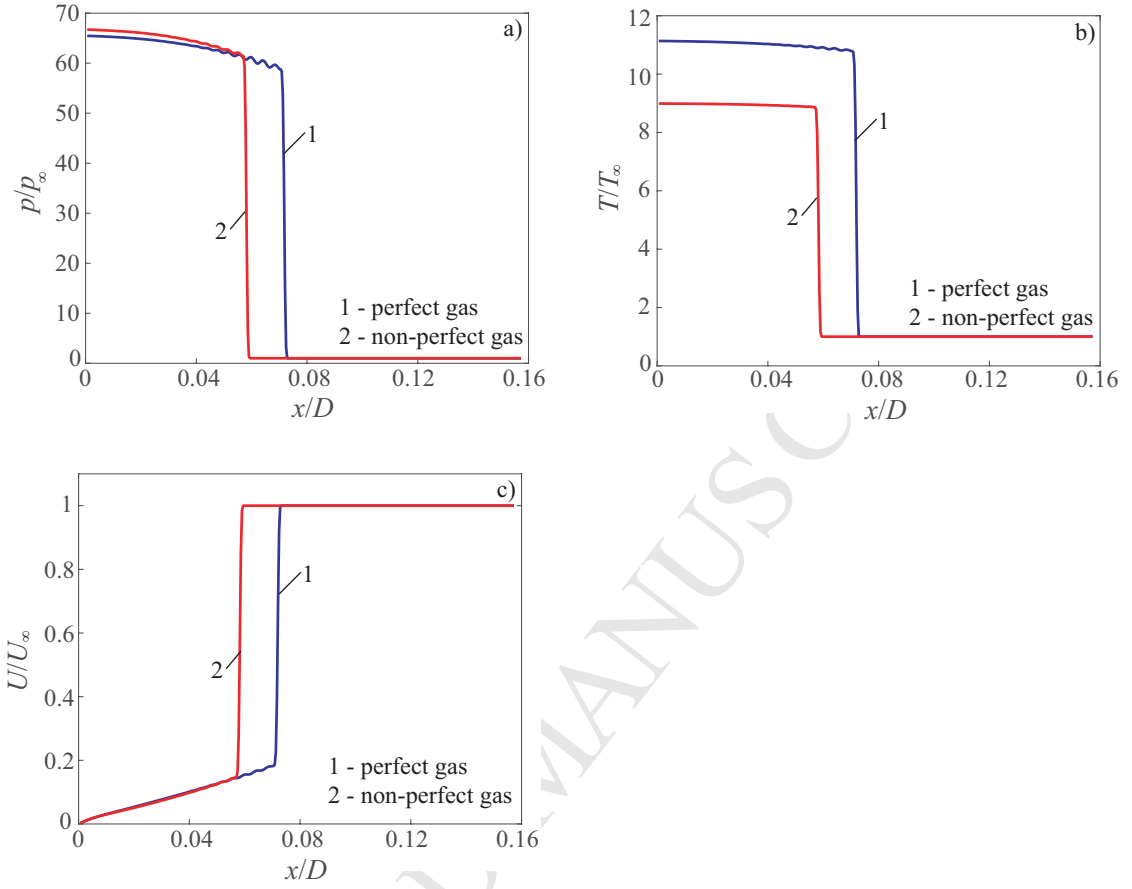 a)
70
60
50
40
30
20
10
0
p/p∞
1
2
1 - perfect gas
2 - non-perfect gas
0 0.04 0.08 0.12 0.16
x/D
b)
12
10
8
6
4
2
0
T/T∞
1
2
1 - perfect gas
2 - non-perfect gas
0 0.04 0.08 0.12 0.16
x/D
c)
1
0.8
0.6
0.4
0.2
0
U/U∞
1
2
1 - perfect gas
2 - non-perfect gas
0 0.04 0.08 0.12 0.16
x/D
MANUSC